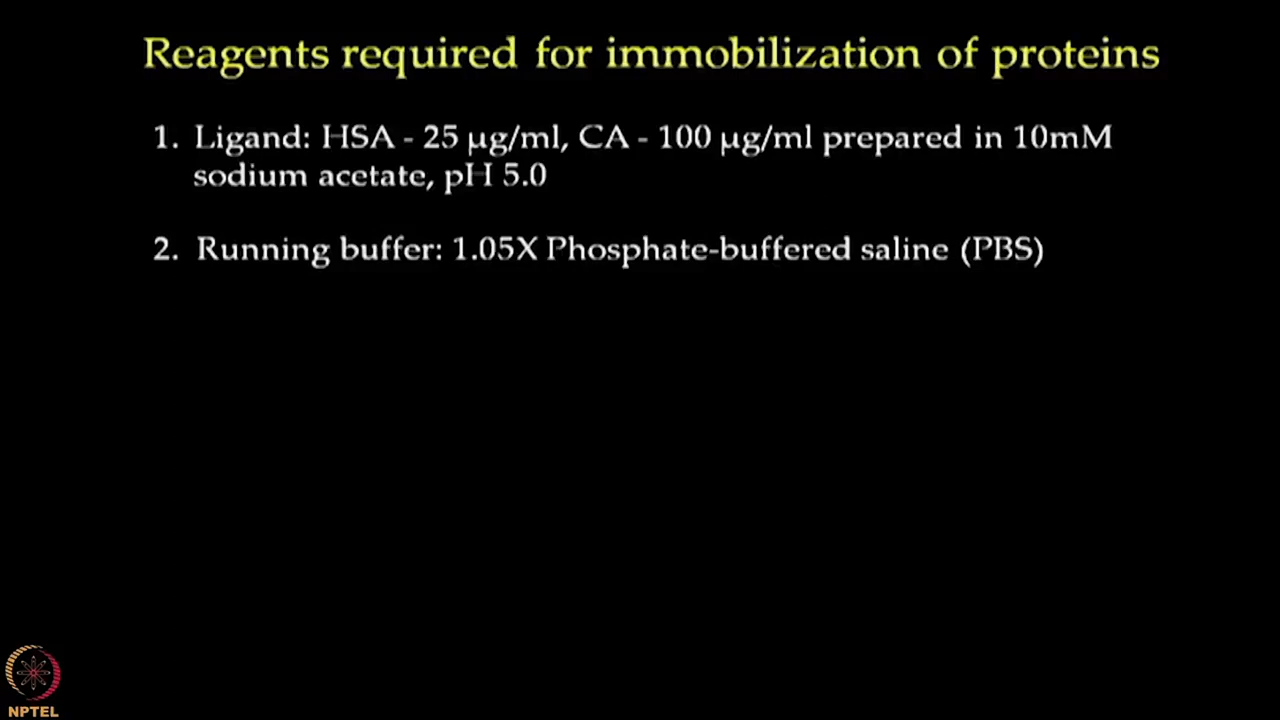 Reagents required for immobilization of proteins
1. Ligand: HSA - 25 µg/ml, CA - 100 µg/ml prepared in 10mM
sodium acetate, pH 5.0
2. Running buffer: 1.05X Phosphate-buffered saline (PBS)
NPTEL